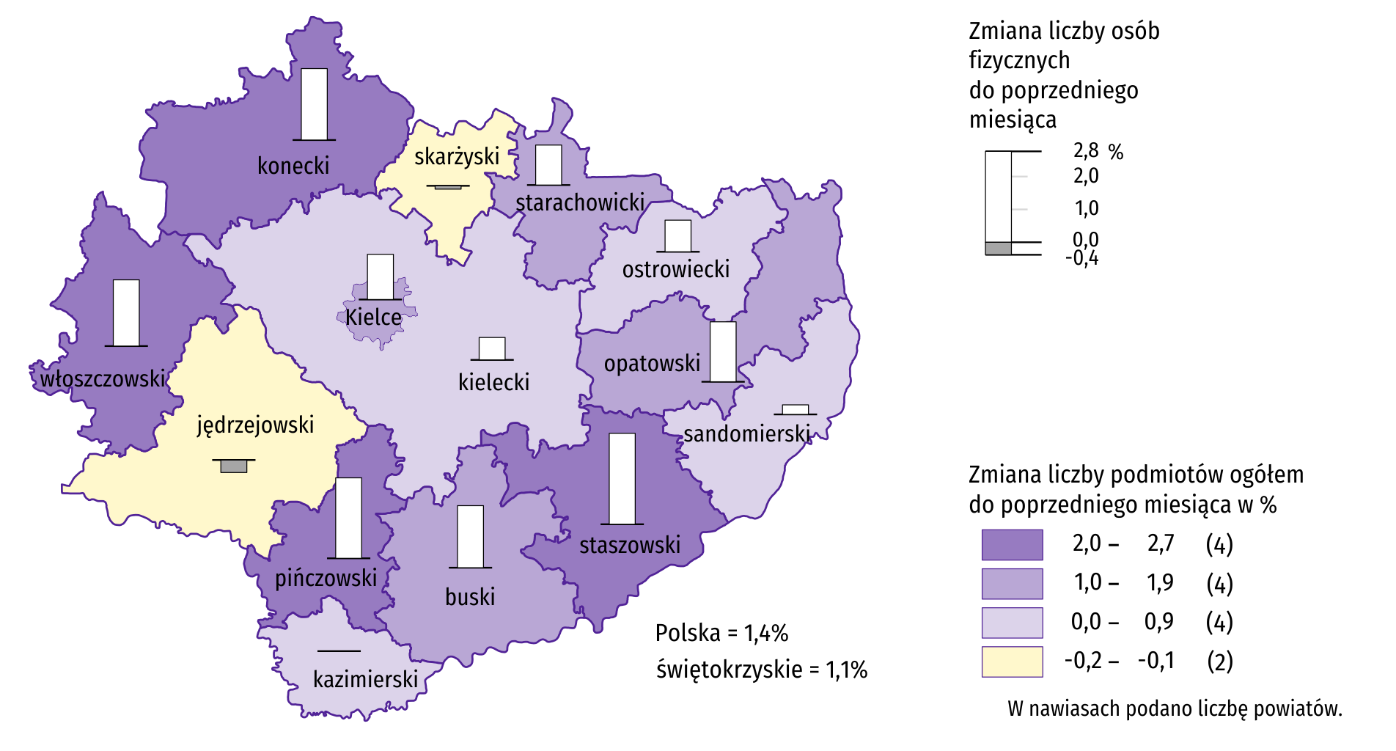 Zmiana liczby osób
fizycznych
do poprzedniego
miesiąca
2,8 %
2,0
1,0
0,0
-0,4
konecki
skarżyski
starachowicki
ostrowiecki
Kielce
opatowski
kielecki
włoszczowski
jędrzejowski
sandomierski
staszowski
pińczowski
buski
kazimierski
Polska = 1,4%
świętokrzyskie = 1,1%
Zmiana liczby podmiotów ogółem
do poprzedniego miesiąca w %
2,0 – 2,7 (4)
1,0 – 1,9 (4)
0,0 – 0,9 (4)
-0,2 – -0,1 (2)
W nawiasach podano liczbę powiatów.